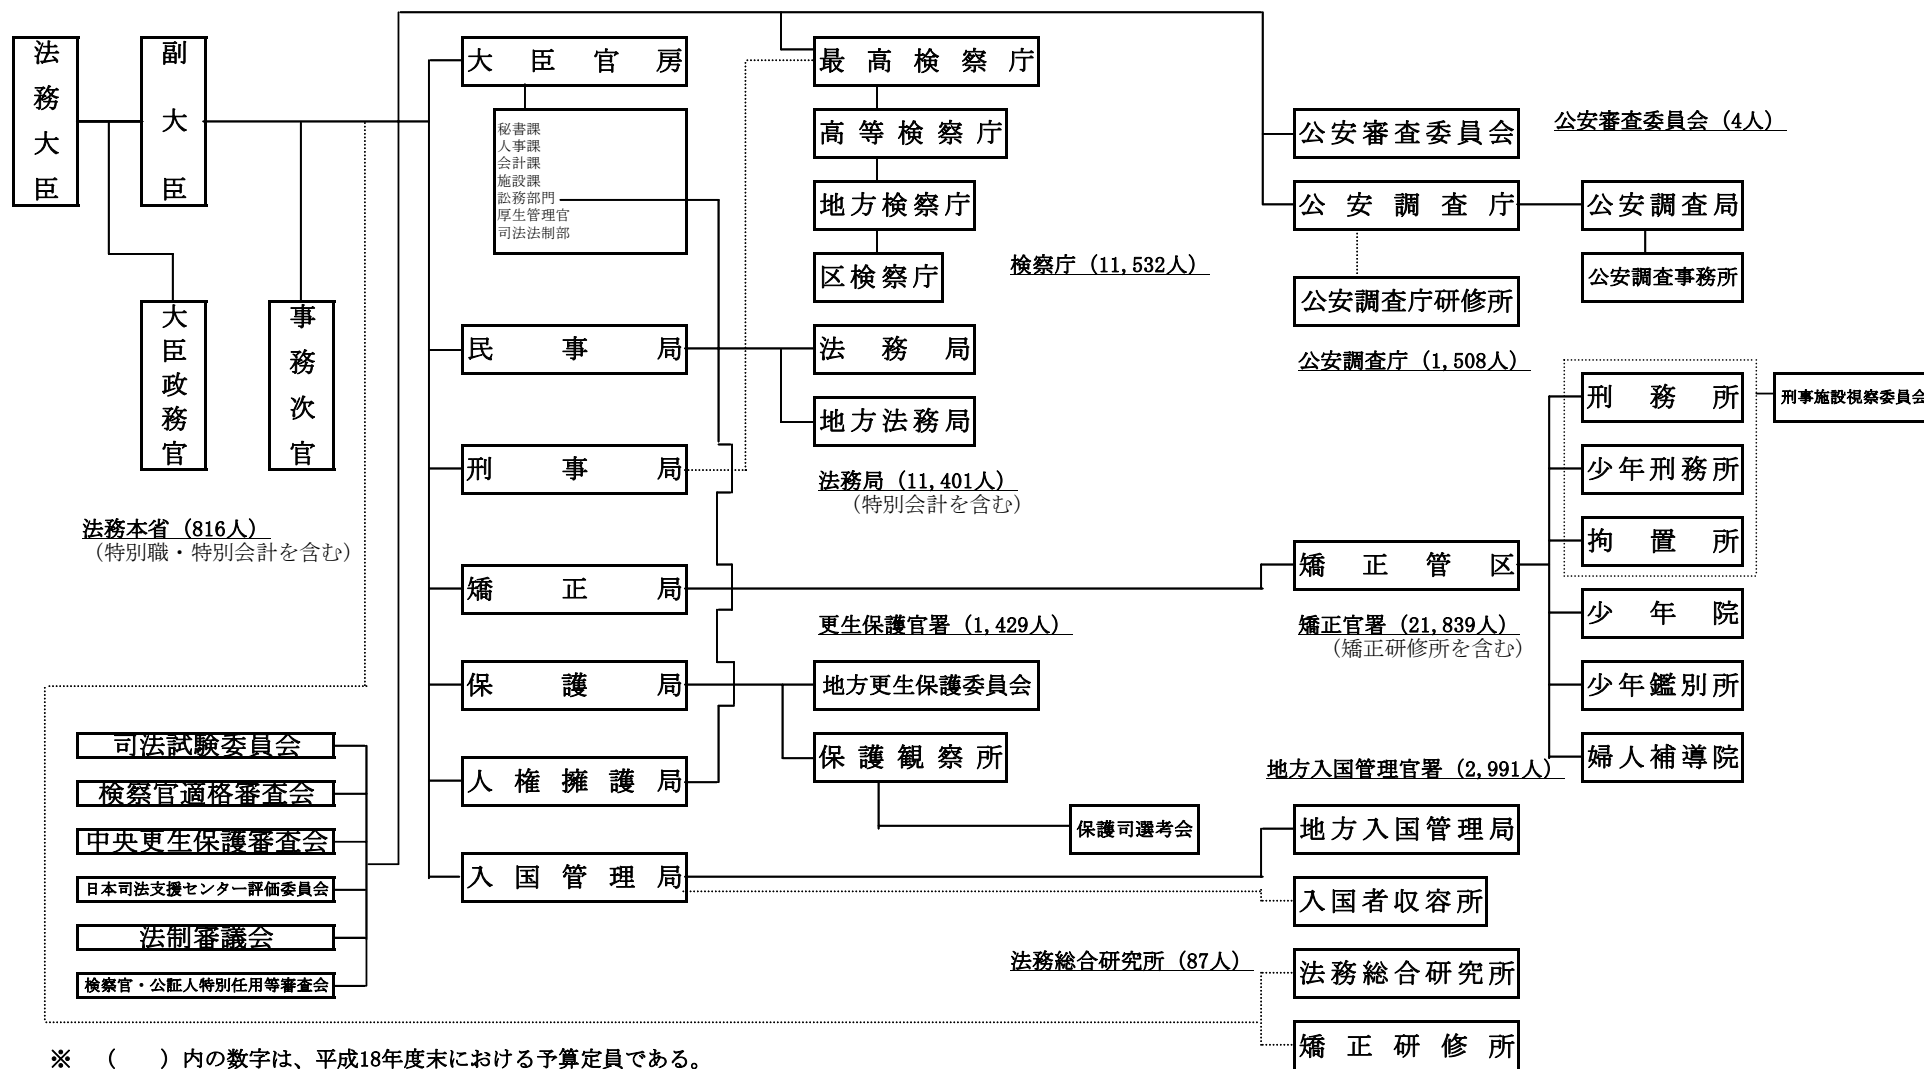 法務大臣
副大臣
大臣政務官
事務次官
法務本省（816人）
（特別職・特別会計を含む）
大臣官房
秘書課
人事課
会計課
施設課
訟務部門
厚生管理官
司法法制部
民事局
刑事局
矯正局
保護局
人権擁護局
入国管理局
最高検察庁
高等検察庁
地方検察庁
区検察庁
検察庁（11,532人）
法務局
地方法務局
法務局（11,401人）
（特別会計を含む）
更生保護官署（1,429人）
地方更生保護委員会
保護観察所
保護司選考会
公安審査委員会
公安審査委員会（4人）
公安調査庁
公安調査局
公安調査事務所
公安調査庁研修所
公安調査庁（1,508人）
矯正管区
矯正官署（21,839人）
（矯正研修所を含む）
刑務所
少年刑務所
拘置所
刑事施設視察委員会
少年院
少年鑑別所
婦人補導院
地方入国管理官署（2,991人）
地方入国管理局
入国者収容所
法務総合研究所（87人）
法務総合研究所
矯正研修所
司法試験委員会
検察官適格審査会
中央更生保護審査会
日本司法支援センター評価委員会
法制審議会
検察官・公証人特別任用等審査会
※　（　　）内の数字は、平成18年度末における予算定員である。